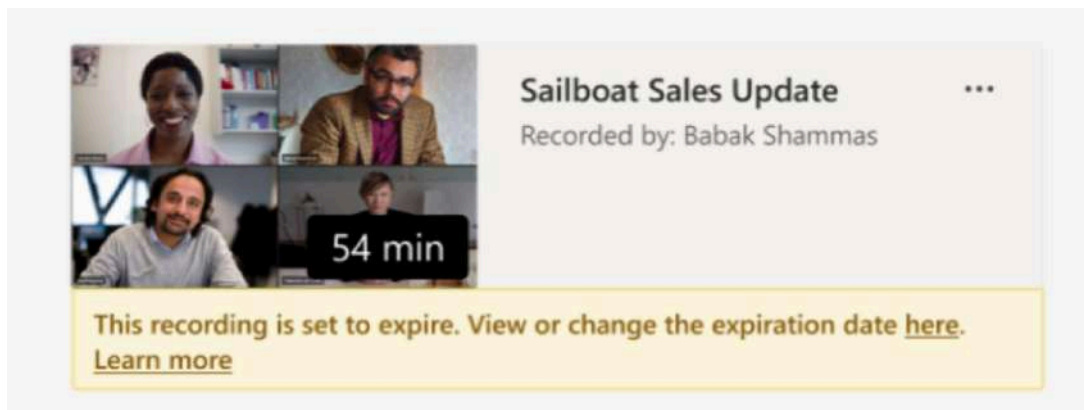 Sailboat Sales Update
Recorded by: Babak Shammas
54 min
This recording is set to expire. View or change the expiration date here.
Learn more